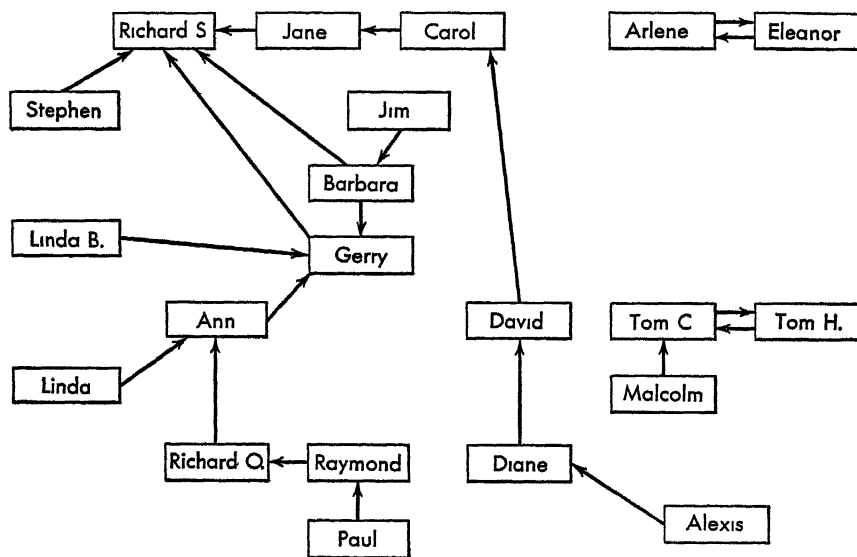 Richard S
Jane
Carol
Arlene
Eleanor
Stephen
Jim
Barbara
Linda B.
Gerry
Ann
David
Tom C
Tom H.
Linda
Malcolm
Richard O.
Raymond
Diane
Paul
Alexis